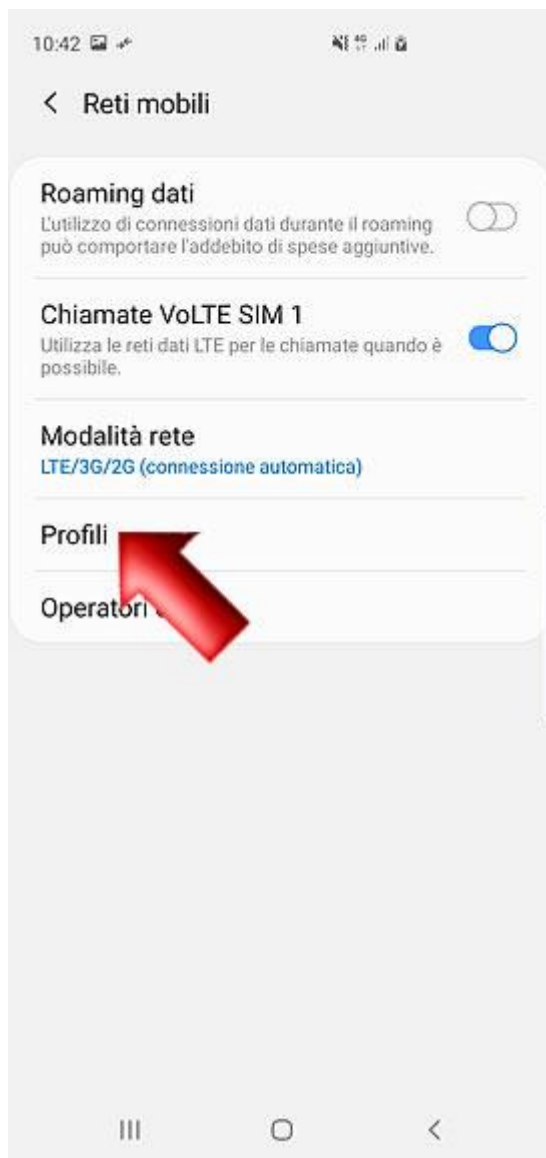 10:42
Reti mobili
Roaming dati
L'utilizzo di connessioni dati durante il roaming
può comportare l'addebito di spese aggiuntive.
Chiamate VoLTE SIM 1
Utilizza le reti dati LTE per le chiamate quando è
possibile.
Modalità rete
LTE/3G/2G (connessione automatica)
Profili
Operatori